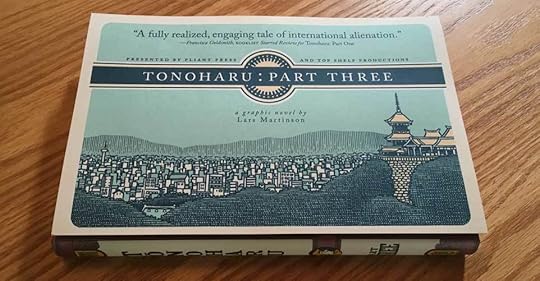 "A fully realized, engaging tale of international alienation."
—Francisca Goldsmith, BOOKLIST Starred Review for Tonoharu: Part One
PRESENTED BY PLIANT PRESS AND TOP SHELF PRODUCTIONS
TONOHARU: PART THREE
a graphic novel by
Lars Martinson